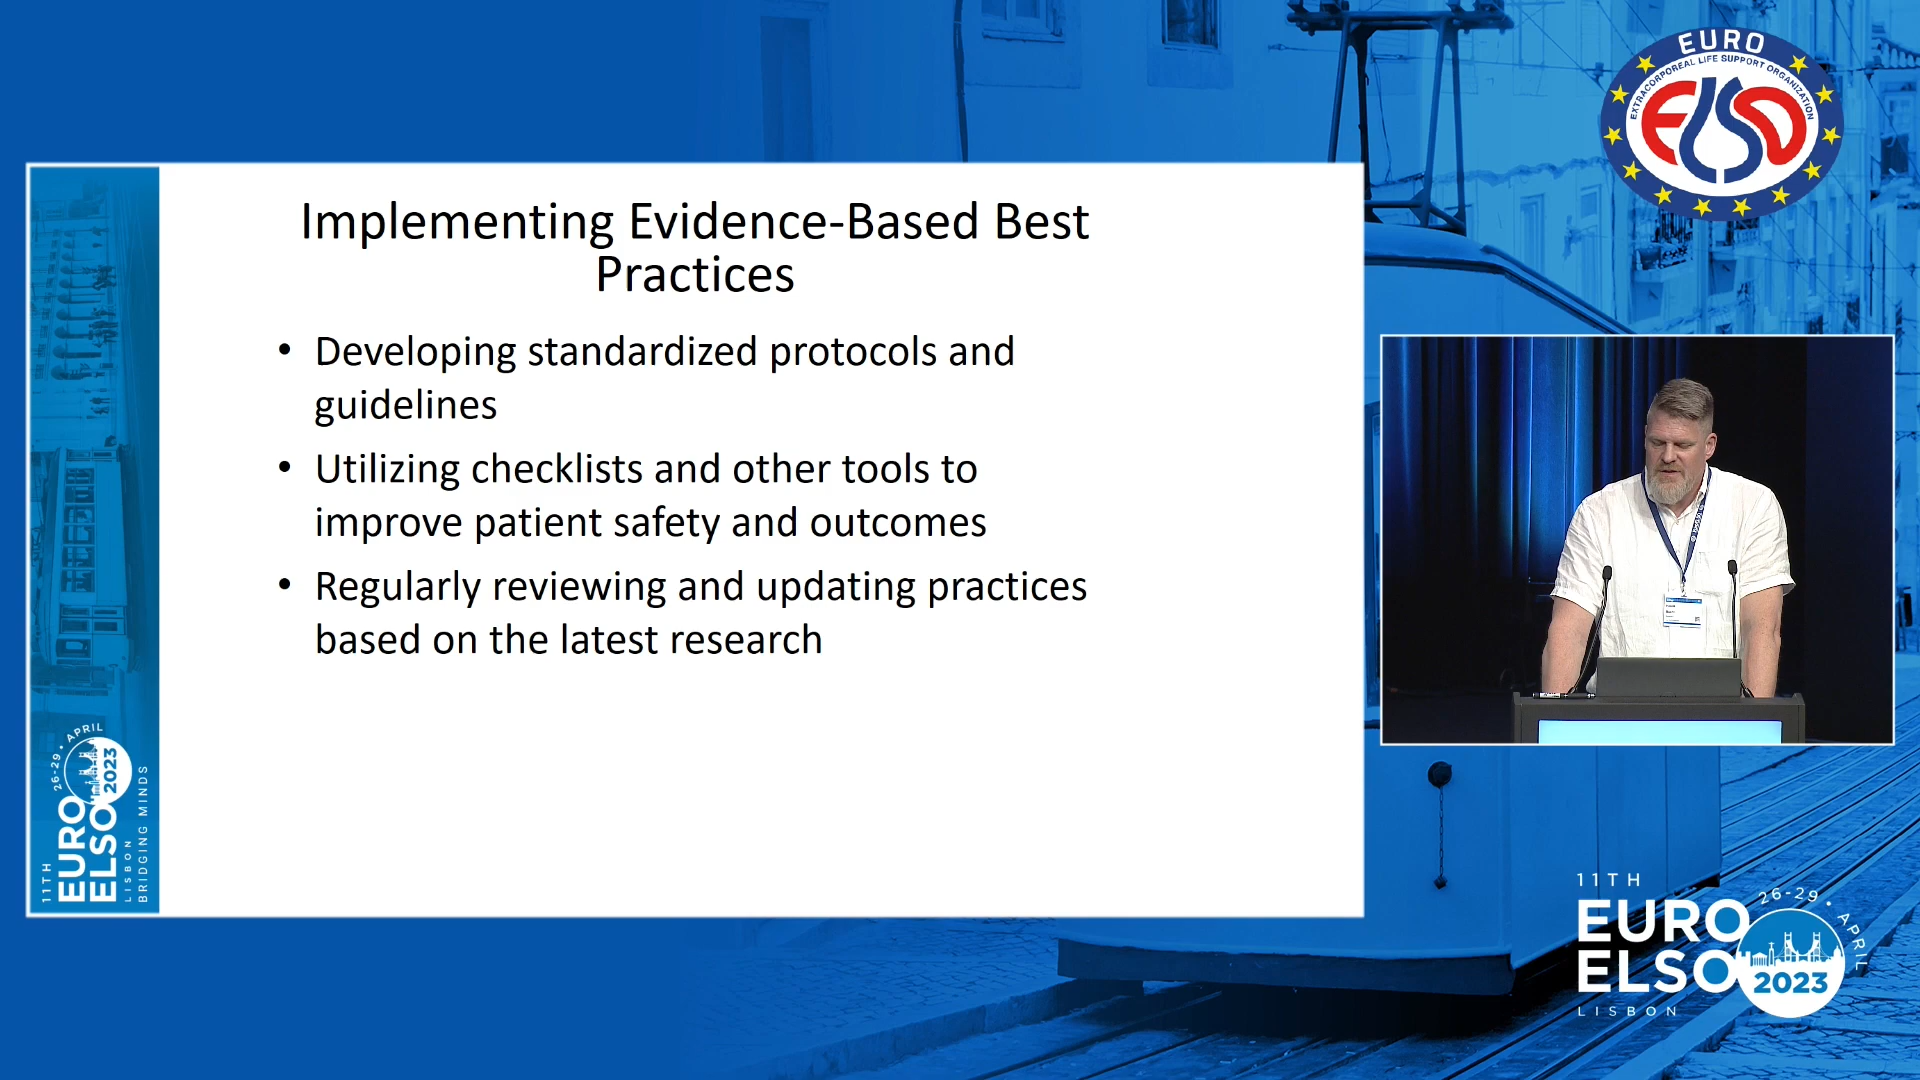 EURO
EXTRACORPOREAL LIFE SUPPORT ORGANIZATION
ELSO
Implementing Evidence-Based Best
Practices
• Developing standardized protocols and
guidelines
• Utilizing checklists and other tools to
improve patient safety and outcomes
• Regularly reviewing and updating practices
based on the latest research
11TH
EURO
ELSO
LISBON
BRIDGING MINDS
26-29 • APRIL
2023
11TH
EURO
ELSO
LISBON
26-29 • APRIL
2023